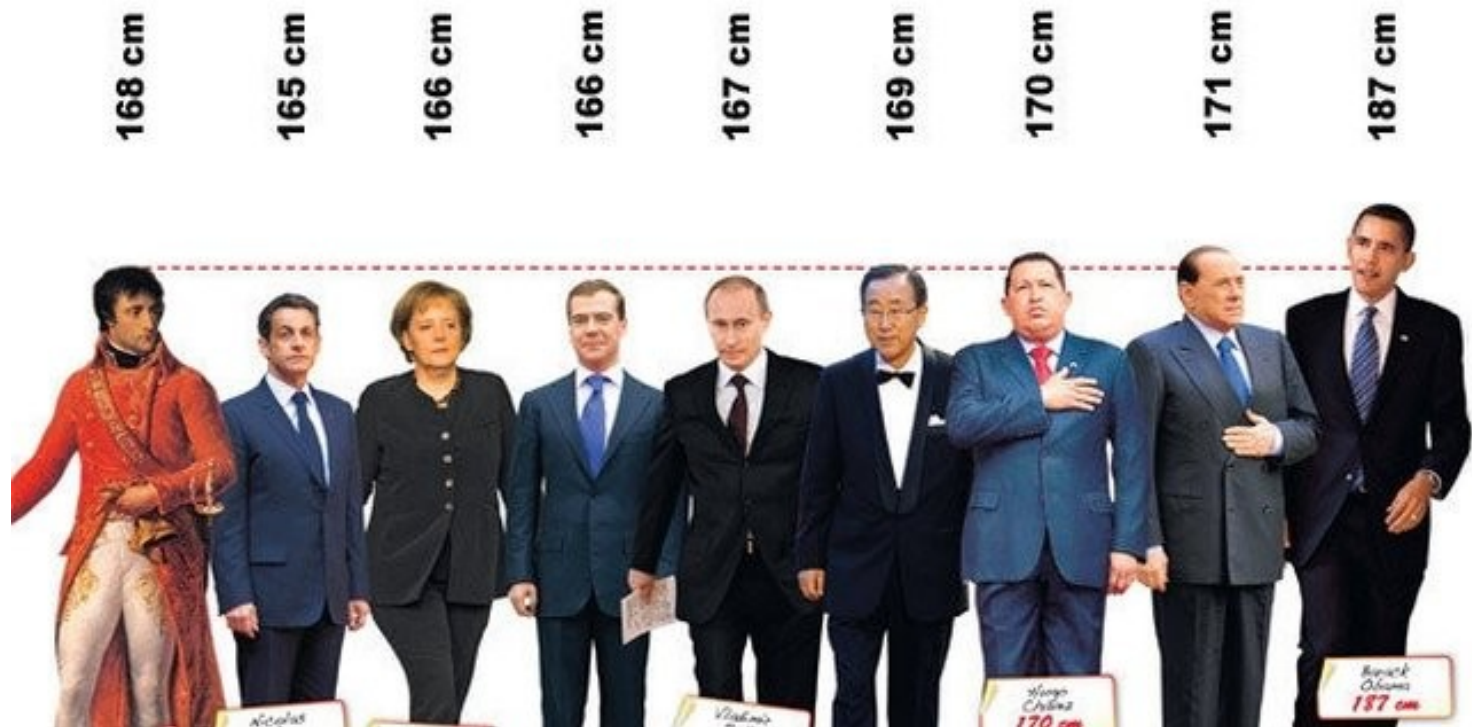 168 cm
165 cm
166 cm
166 cm
167 cm
169 cm
170 cm
171 cm
187 cm
Nicolas
Vladimir
Hugo
Chávez
170 cm
Barack
Obama
187 cm